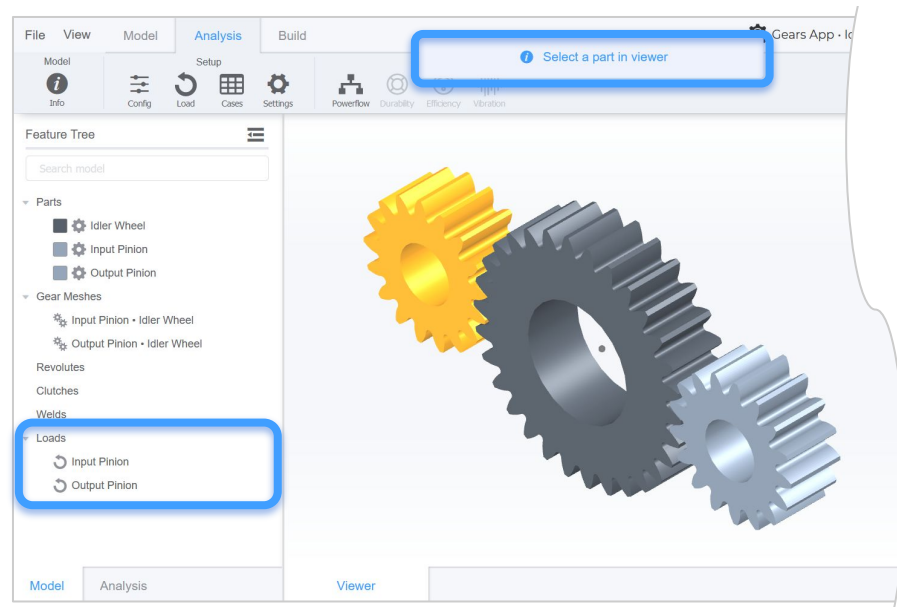 File View Model Analysis Build
Gears App •
Select a part in viewer
Model
Setup
Info Config Load Cases Settings Powerflow Durability Efficiency Vibration
Feature Tree
Search model
Parts
Idler Wheel
Input Pinion
Output Pinion
Gear Meshes
Input Pinion • Idler Wheel
Output Pinion • Idler Wheel
Revolutes
Clutches
Welds
Loads
Input Pinion
Output Pinion
Model Analysis Viewer